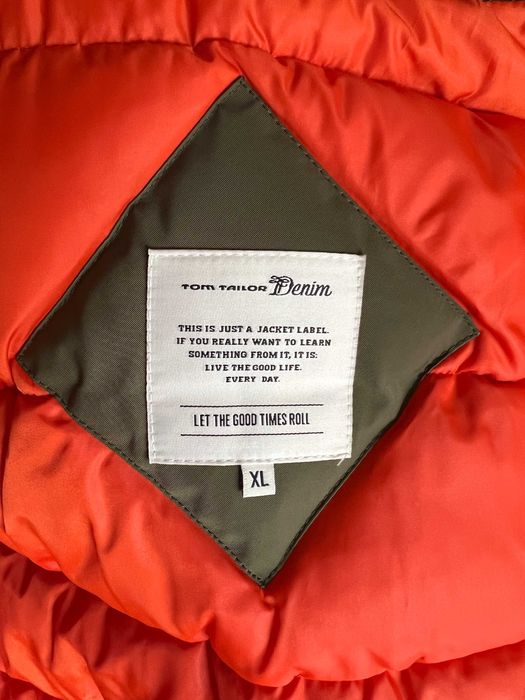 TOM TAILOR Denim
THIS IS JUST A JACKET LABEL.
IF YOU REALLY WANT TO LEARN
SOMETHING FROM IT, IT IS:
LIVE THE GOOD LIFE.
EVERY DAY.
LET THE GOOD TIMES ROLL
XL